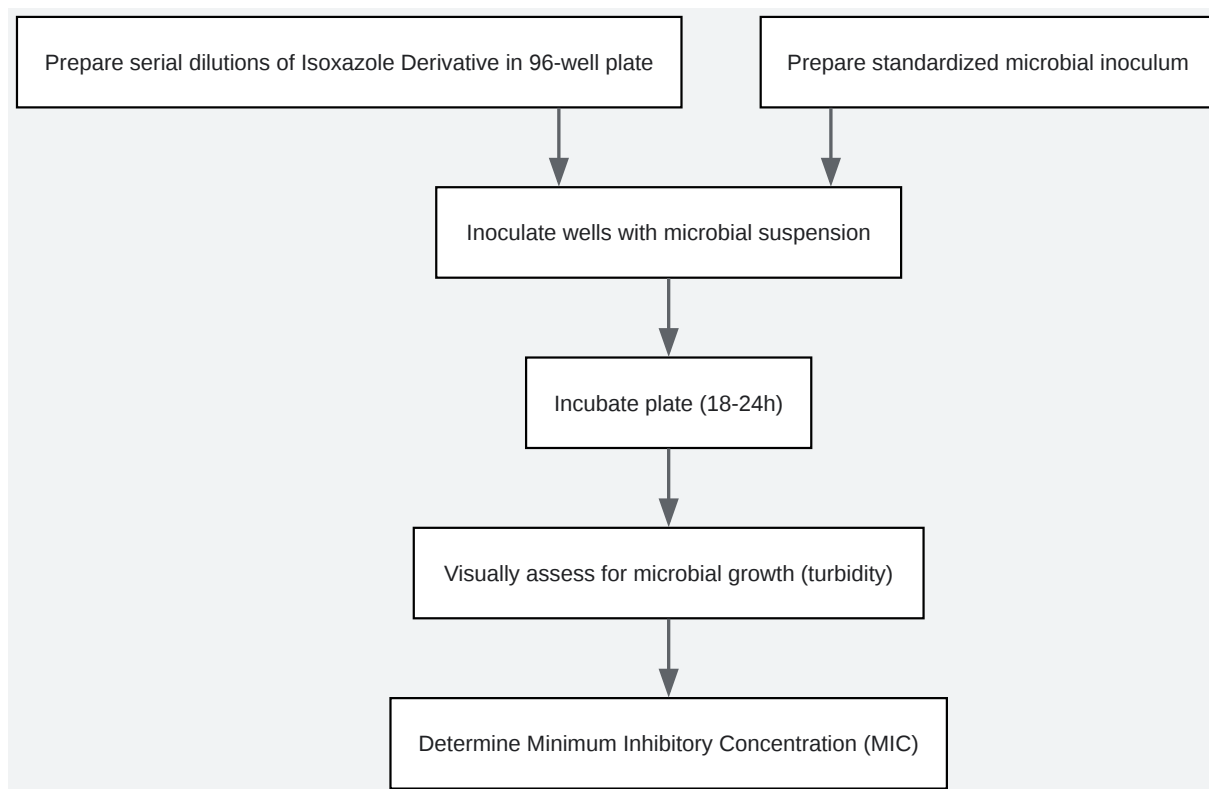 Prepare serial dilutions of Isoxazole Derivative in 96-well plate
Prepare standardized microbial inoculum
Inoculate wells with microbial suspension
Incubate plate (18-24h)
Visually assess for microbial growth (turbidity)
Determine Minimum Inhibitory Concentration (MIC)